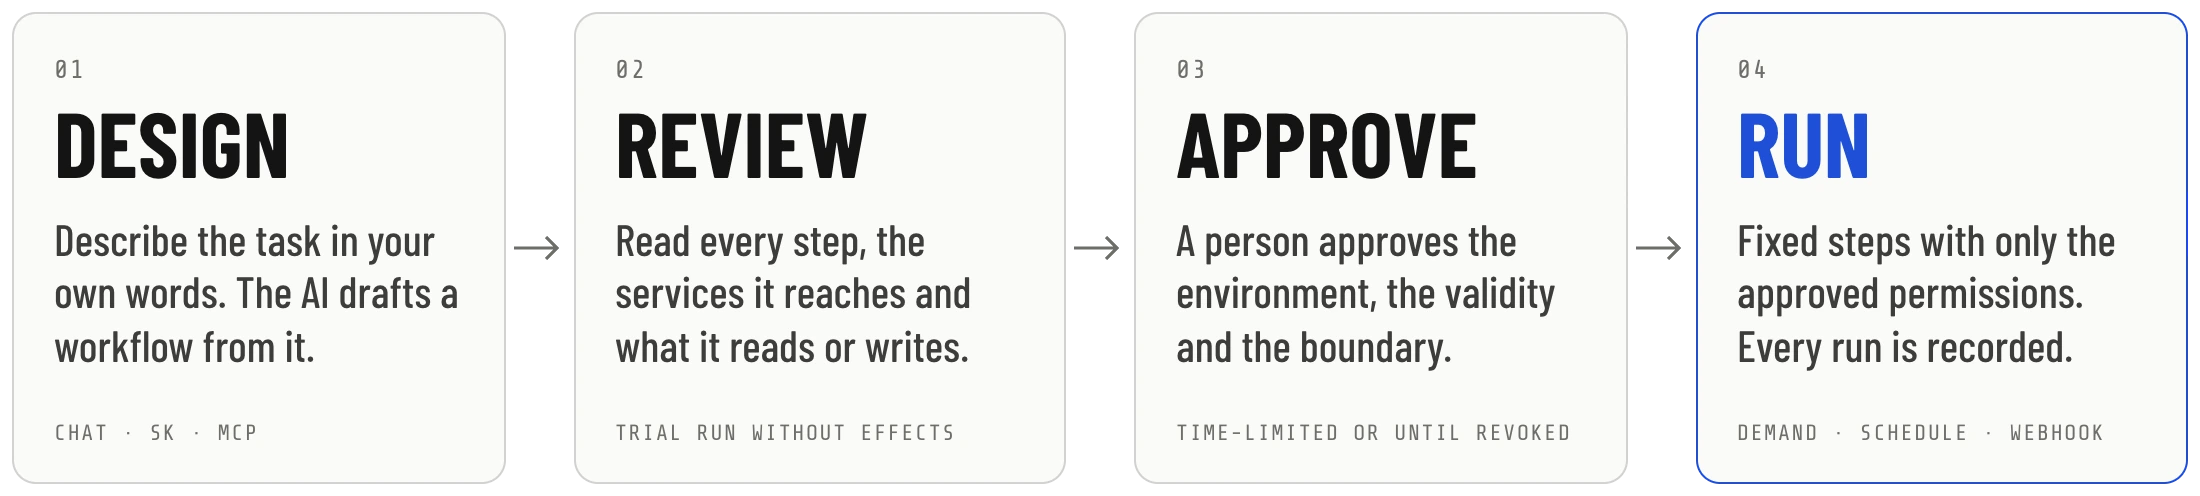 01
DESIGN
Describe the task in your
own words. The AI drafts a
workflow from it.
CHAT · SK · MCP
02
REVIEW
Read every step, the
services it reaches and
what it reads or writes.
TRIAL RUN WITHOUT EFFECTS
03
APPROVE
A person approves the
environment, the validity
and the boundary.
TIME-LIMITED OR UNTIL REVOKED
04
RUN
Fixed steps with only the
approved permissions.
Every run is recorded.
DEMAND · SCHEDULE · WEBHOOK